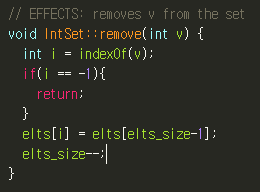 // EFFECTS: removes v from the set
void IntSet::remove(int v) {
  int i = indexOf(v);
  if(i == -1){
    return;
  }
  elts[i] = elts[elts_size-1];
  elts_size--;
}